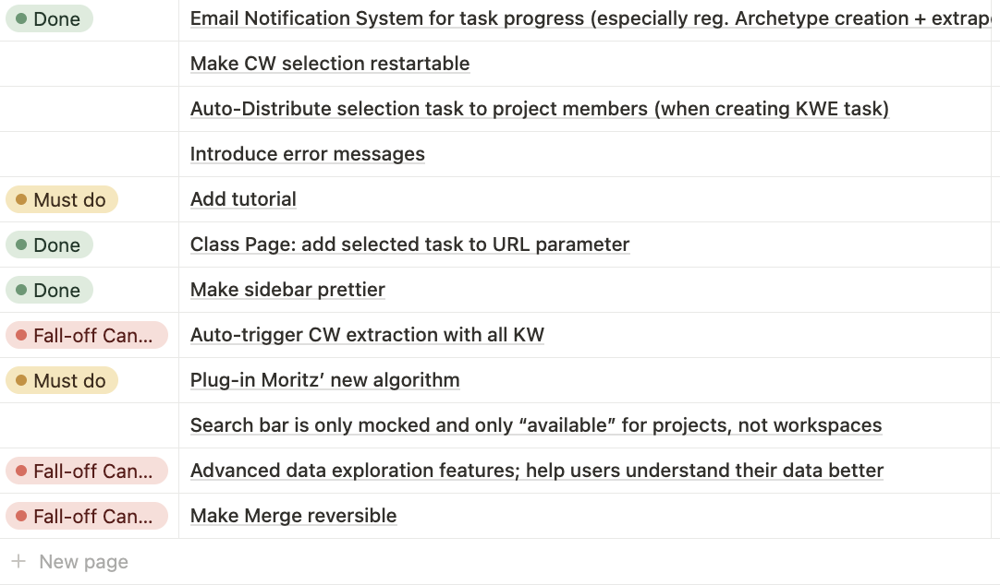 Done Email Notification System for task progress (especially reg. Archetype creation + extrap
Make CW selection restartable
Auto-Distribute selection task to project members (when creating KWE task)
Introduce error messages
Must do Add tutorial
Done Class Page: add selected task to URL parameter
Done Make sidebar prettier
Fall-off Can... Auto-trigger CW extraction with all KW
Must do Plug-in Moritz’ new algorithm
Search bar is only mocked and only “available” for projects, not workspaces
Fall-off Can... Advanced data exploration features; help users understand their data better
Fall-off Can... Make Merge reversible
+ New page